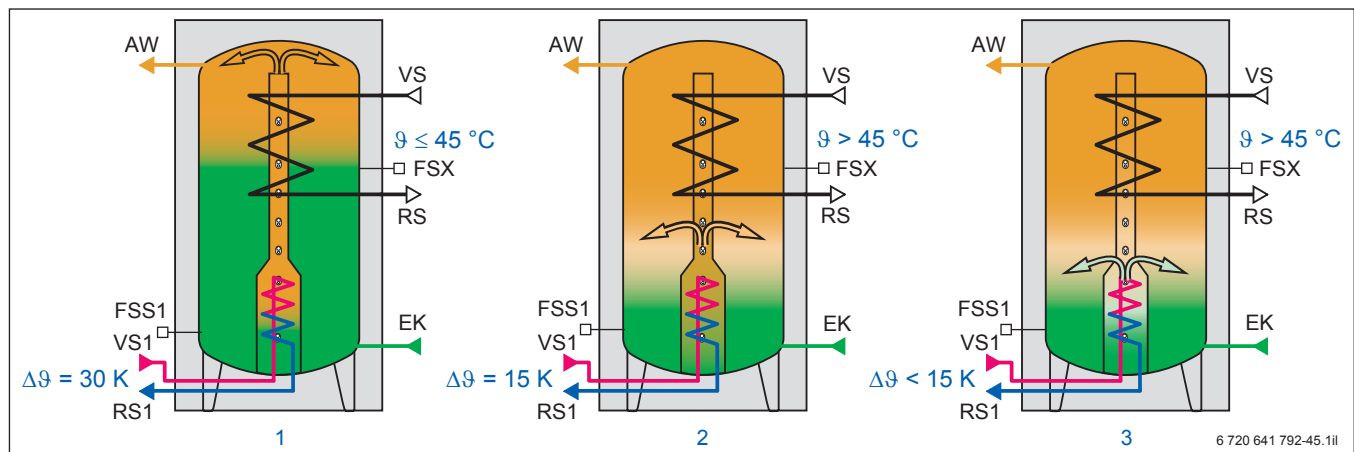 AW
VS
ϑ ≤ 45 °C
FSX
RS
FSS1
VS1
EK
Δϑ = 30 K
RS1
1
AW
VS
ϑ > 45 °C
FSX
RS
FSS1
VS1
EK
Δϑ = 15 K
RS1
2
AW
VS
ϑ > 45 °C
FSX
RS
FSS1
VS1
EK
Δϑ < 15 K
RS1
3
6 720 641 792-45.1il